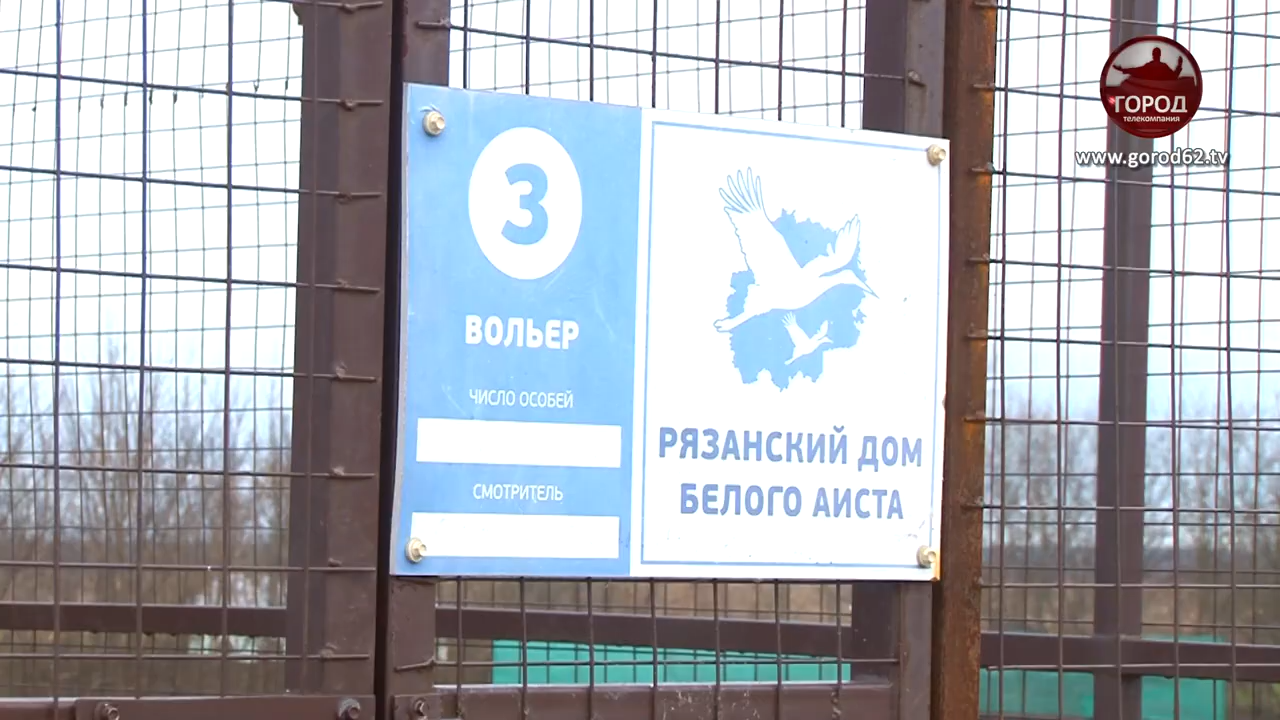 3
ВОЛЬЕР
ЧИСЛО ОСОБЕЙ
СМОТРИТЕЛЬ
РЯЗАНСКИЙ ДОМ
БЕЛОГО АИСТА
ГОРОД
телекомпания
www.gorod62.tv